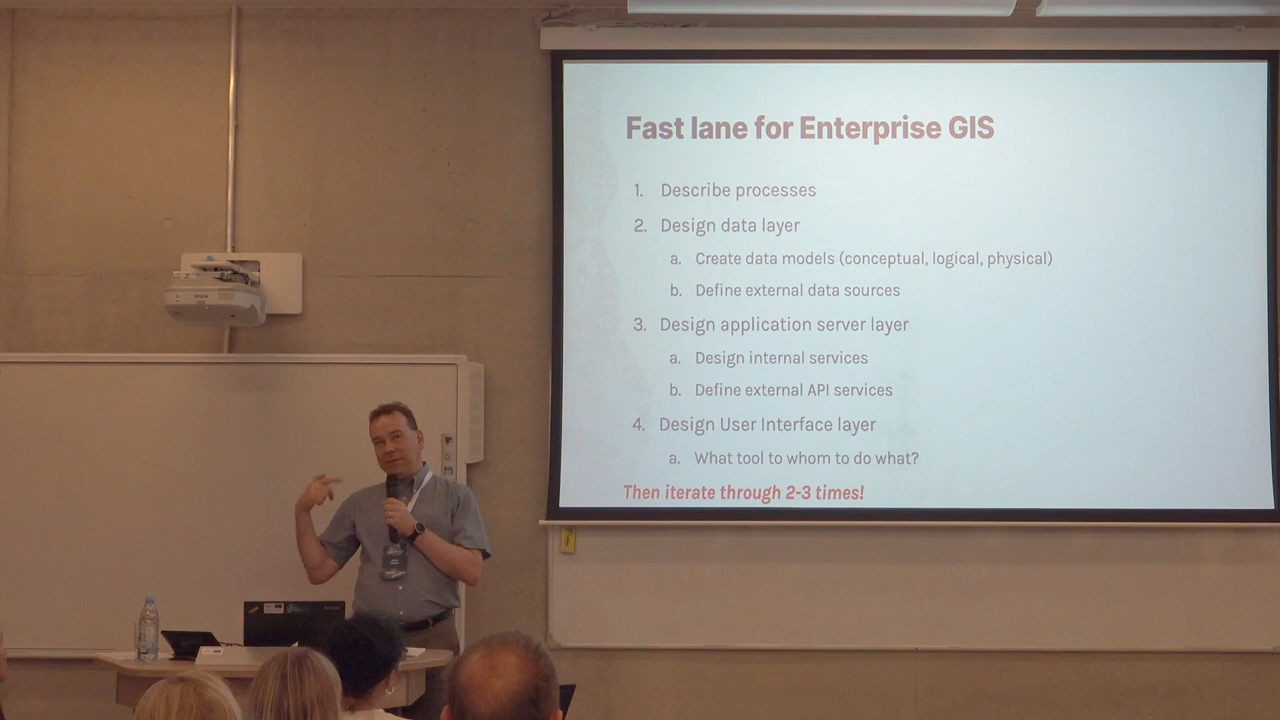 Fast lane for Enterprise GIS
1. Describe processes
2. Design data layer
a. Create data models (conceptual, logical, physical)
b. Define external data sources
3. Design application server layer
a. Design internal services
b. Define external API services
4. Design User Interface layer
a. What tool to whom to do what?
Then iterate through 2-3 times!
EPSON